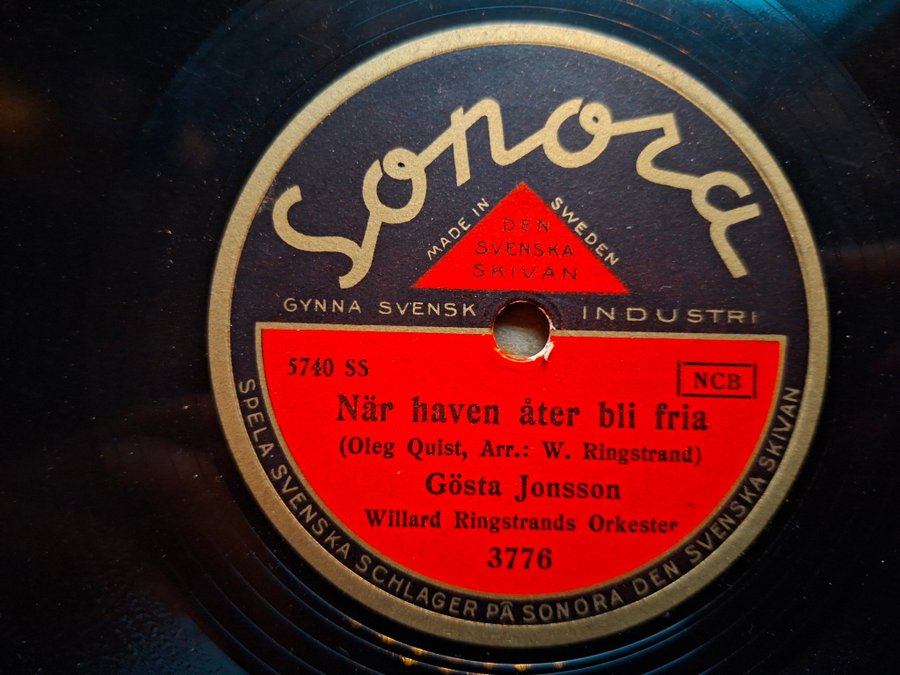 Sonora
MADE IN SWEDEN
DEN
SVENSKA
SKIVAN
GYNNA SVENSK INDUSTRI
5740 SS
NCB
När haven åter bli fria
(Oleg Quist, Arr.: W. Ringstrand)
Gösta Jonsson
Willard Ringstrands Orkester
3776
SPELA SVENSKA SCHLAGER PÅ SONORA DEN SVENSKA SKIVAN